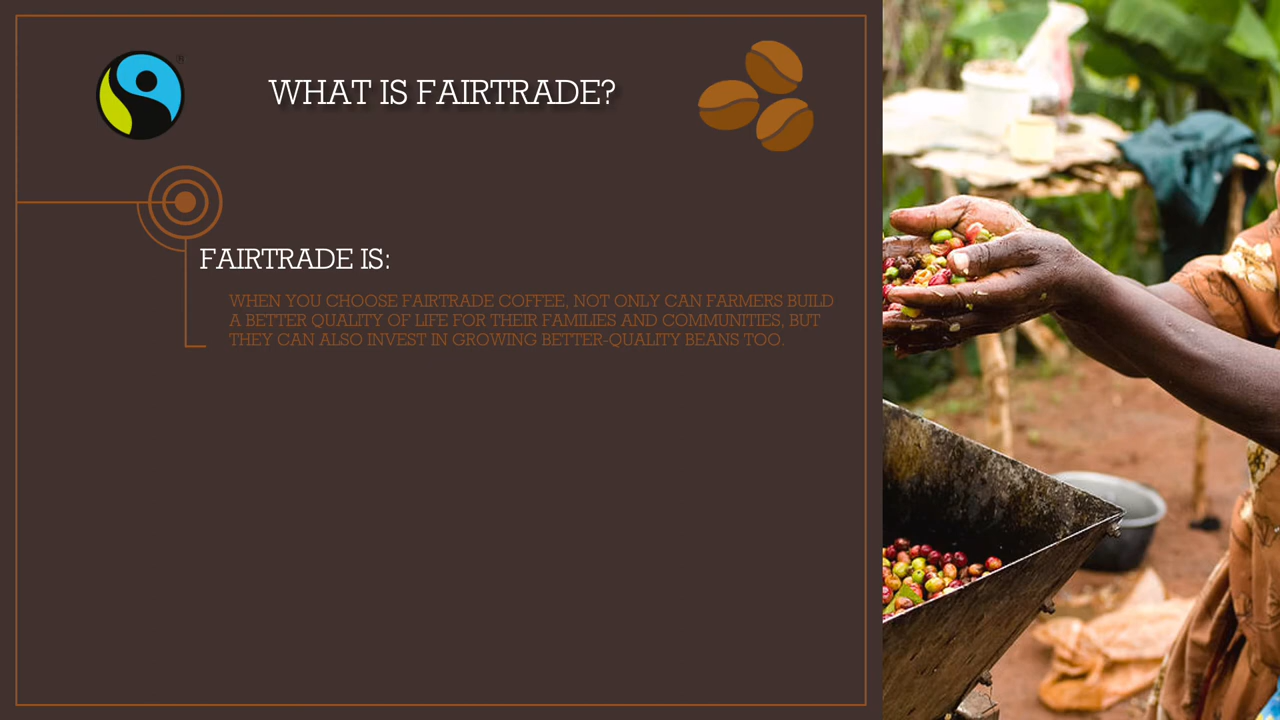 WHAT IS FAIRTRADE?
FAIRTRADE IS:
WHEN YOU CHOOSE FAIRTRADE COFFEE, NOT ONLY CAN FARMERS BUILD
A BETTER QUALITY OF LIFE FOR THEIR FAMILIES AND COMMUNITIES, BUT
THEY CAN ALSO INVEST IN GROWING BETTER-QUALITY BEANS TOO.